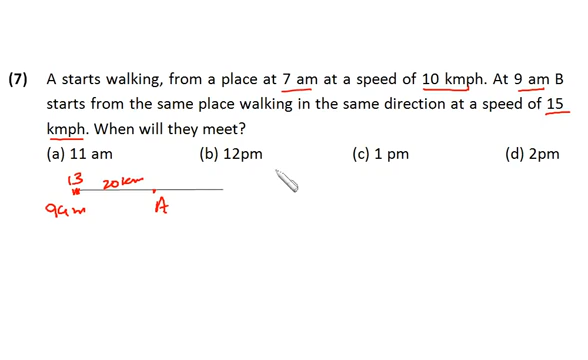 (7) A starts walking, from a place at 7 am at a speed of 10 kmph. At 9 am B
starts from the same place walking in the same direction at a speed of 15
kmph. When will they meet?
(a) 11 am (b) 12pm (c) 1 pm (d) 2pm
B 20km
9am A